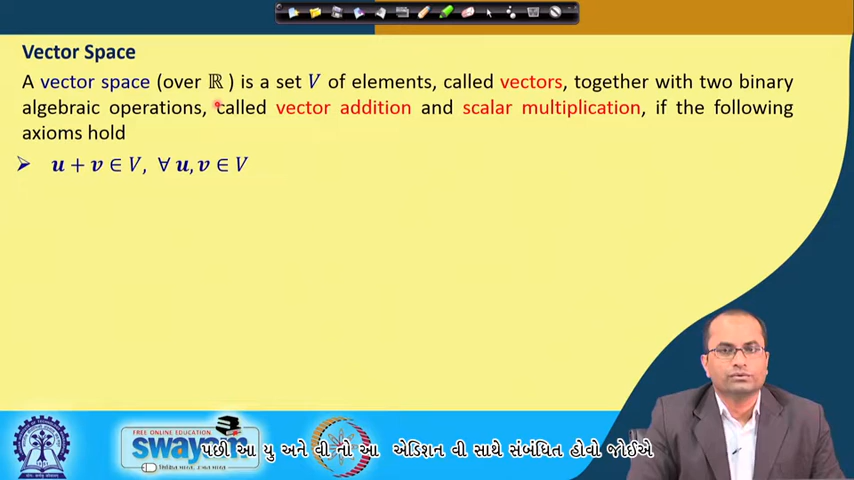 Vector Space
A vector space (over ℝ ) is a set V of elements, called vectors, together with two binary
algebraic operations, called vector addition and scalar multiplication, if the following
axioms hold
➢ u + v ∈ V, ∀ u, v ∈ V
FREE ONLINE EDUCATION
swayam
પછી આ યુ અને વી નો આ એડિશન વી સાથે સંબંધિત હોવો જોઈએ